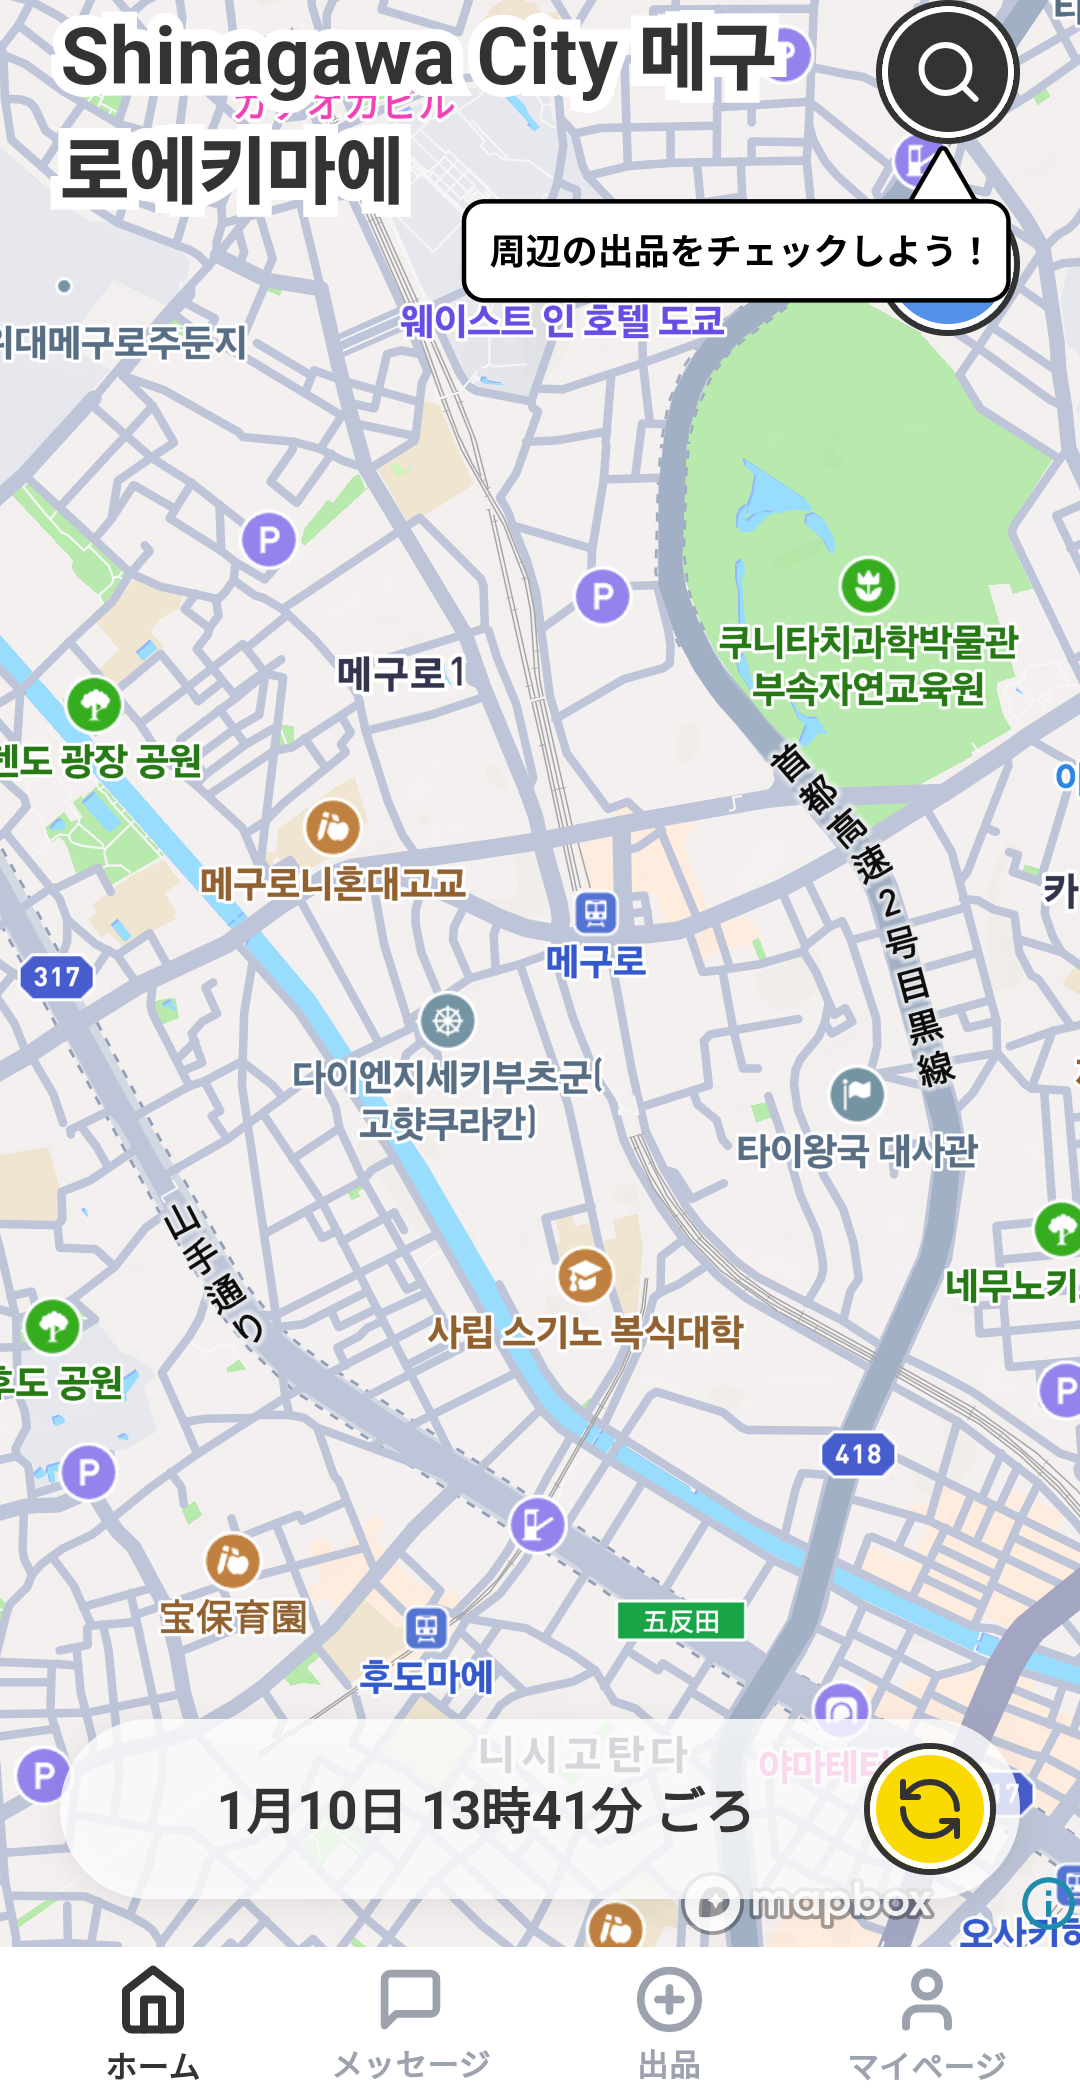 Shinagawa City 메구
로에키마에
周辺の出品をチェックしよう！
웨이스트 인 호텔 도쿄
위대메구로주둔지
P
P
P
쿠니타치과학박물관
부속자연교육원
메구로1
렌도 광장 공원
首都高速2号目黒線
메구로니혼대고교
메구로
317
다이엔지세키부츠군(
고햣쿠라칸)
타이왕국 대사관
山手通り
네무노키
사립 스기노 복식대학
후도 공원
P
418
P
宝保育園
五反田
후도마에
니시고탄다
야마테터
P
1月10日 13時41分 ごろ
mapbox
i
ホーム
メッセージ
出品
マイページ